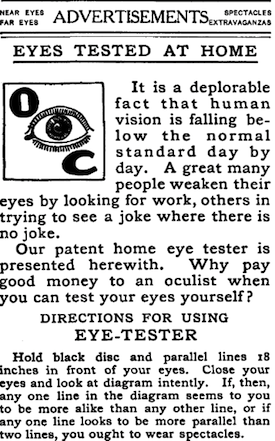 NEAR EYES
FAR EYES
ADVERTISEMENTS
SPECTACLES
EXTRAVAGANZAS
EYES TESTED AT HOME
O
C
It is a deplorable
fact that human
vision is falling be-
low the normal
standard day by
day. A great many
people weaken their
eyes by looking for work, others in
trying to see a joke where there is
no joke.
Our patent home eye tester is
presented herewith. Why pay
good money to an oculist when
you can test your eyes yourself?
DIRECTIONS FOR USING
EYE-TESTER
Hold black disc and parallel lines 18
inches in front of your eyes. Close your
eyes and look at diagram intently. If, then,
any one line in the diagram seems to you
to be more alike than any other line, or if
any one line looks to be more parallel than
two lines, you ought to wear spectacles.